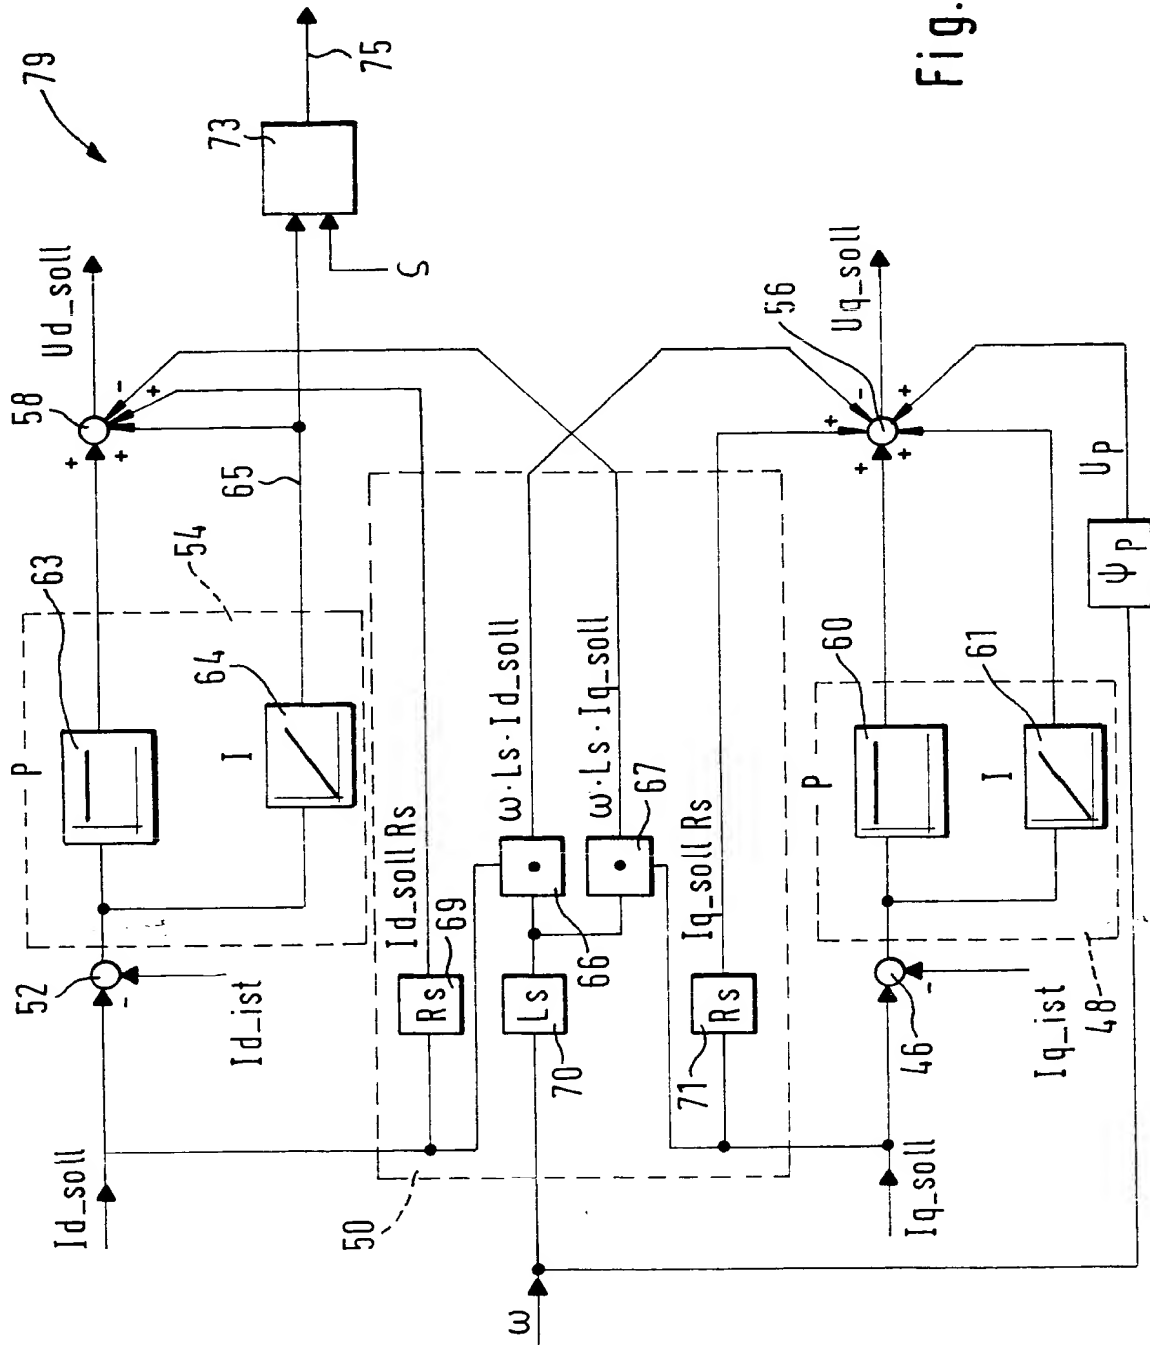 79
75
73
S
Ud_soll
58
65
54
63
P
64
I
52
Id_ist
Id_soll
Id_soll Rs
Rs
69
ω·Ls·Id_soll
ω·Ls·Iq_soll
66
67
Ls
70
Iq_soll Rs
Rs
71
50
ω
Uq_soll
56
60
P
61
I
46
48
Iq_ist
Iq_soll
Up
ψp
+
+
+
-
-
+
+
+
-
+
-
Fig.